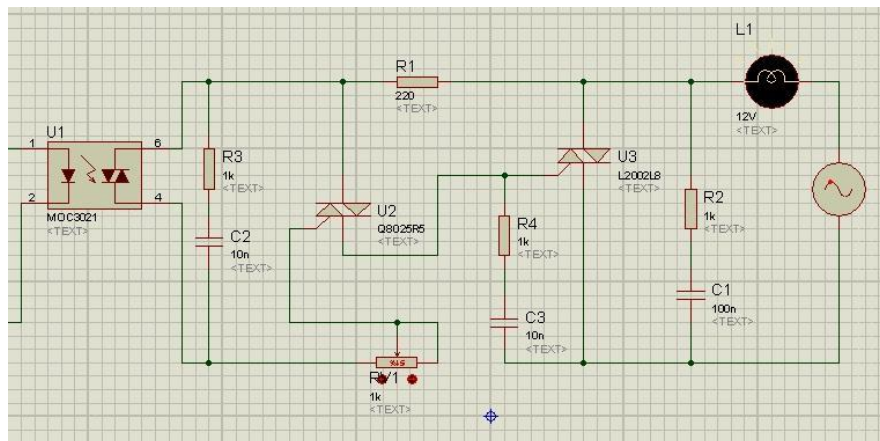 L1
12V
<TEXT>
R1
220
<TEXT>
U1
1
6
2
4
MOC3021
<TEXT>
R3
1k
<TEXT>
U3
L2002L8
<TEXT>
R2
1k
<TEXT>
U2
Q8025R5
<TEXT>
R4
1k
<TEXT>
C2
10n
<TEXT>
C1
100n
<TEXT>
C3
10n
<TEXT>
RV1
1k
<TEXT>